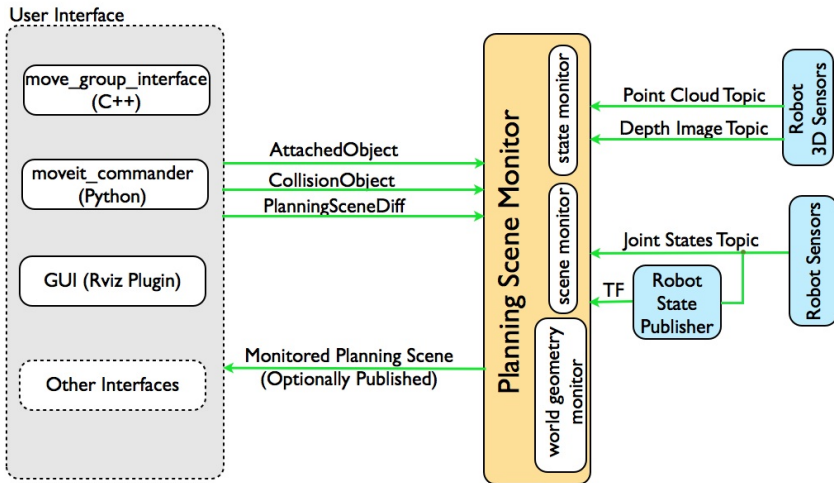 User Interface
move_group_interface
(C++)
moveit_commander
(Python)
GUI (Rviz Plugin)
Other Interfaces
AttachedObject
CollisionObject
PlanningSceneDiff
Monitored Planning Scene
(Optionally Published)
Planning Scene Monitor
state monitor
scene monitor
world geometry
monitor
Point Cloud Topic
Depth Image Topic
Joint States Topic
TF
Robot
State
Publisher
Robot
3D Sensors
Robot Sensors